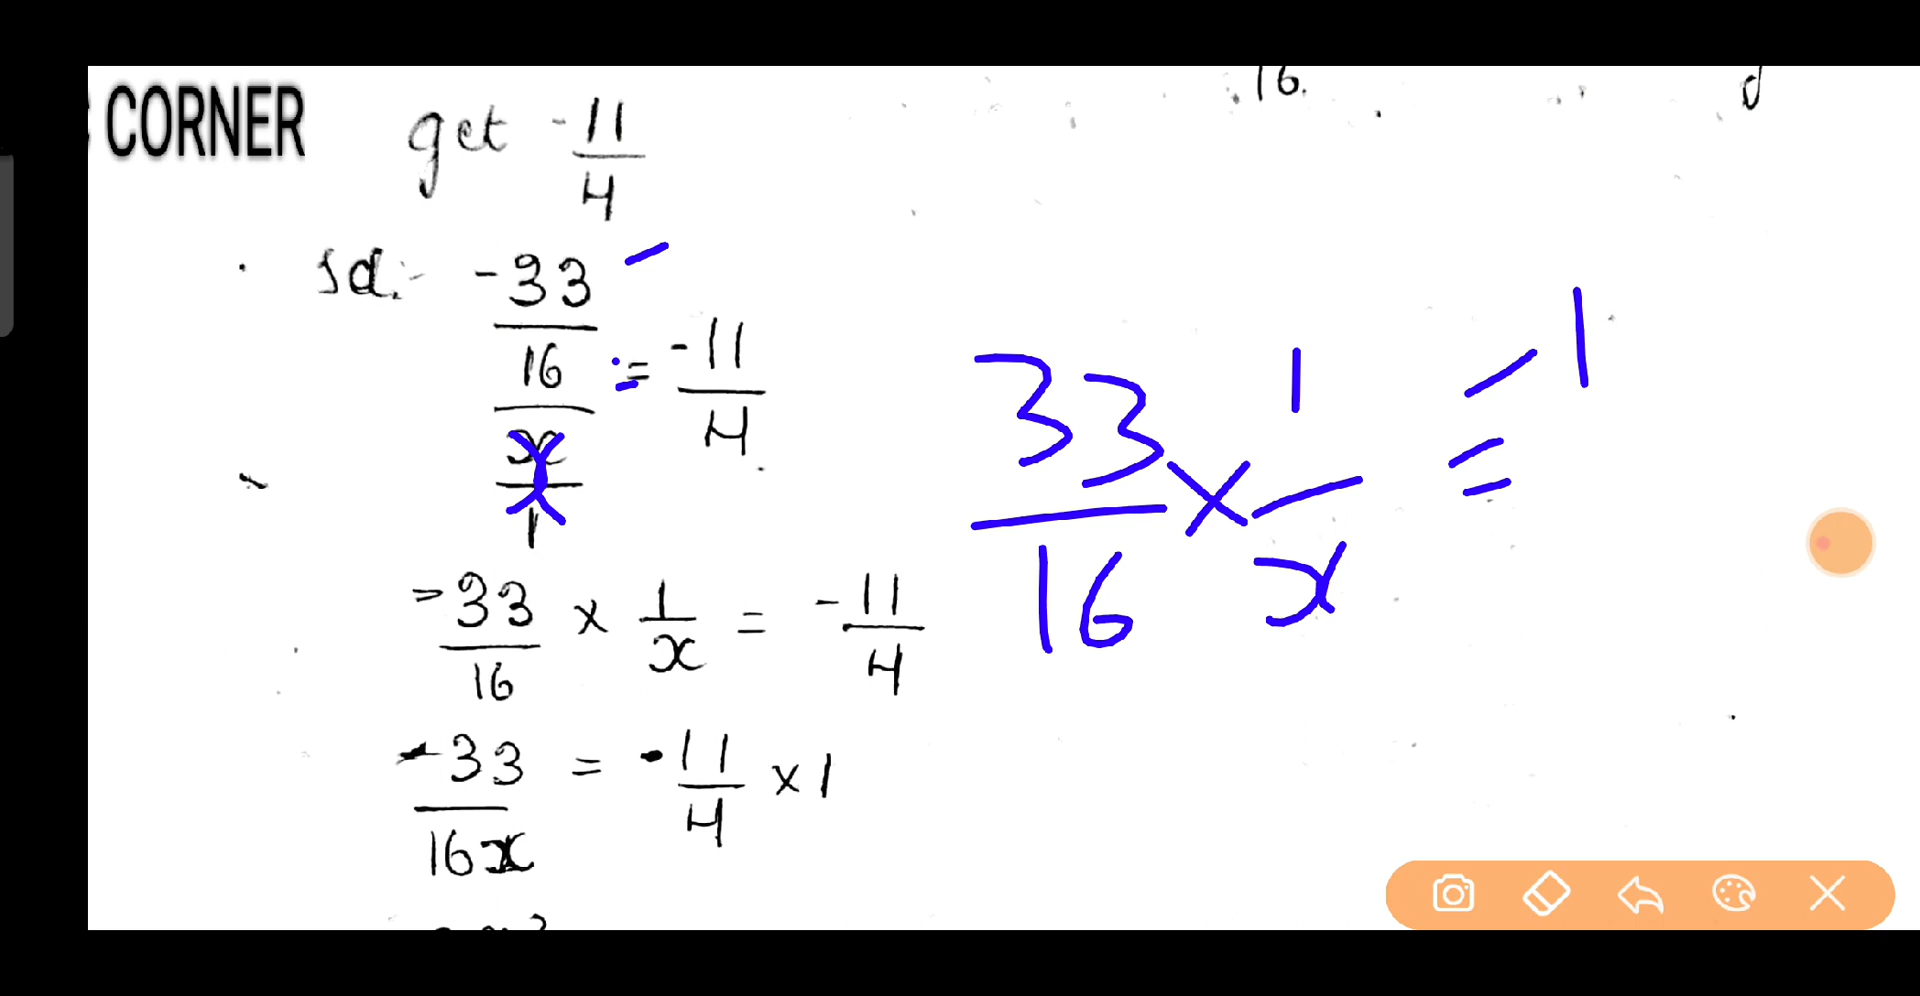 CORNER
16.
get -11/4
Sol:- -33/16/x/1 = -11/4
33/16 × 1/x = -1
-33/16 × 1/x = -11/4
-33/16x = -11/4 × 1